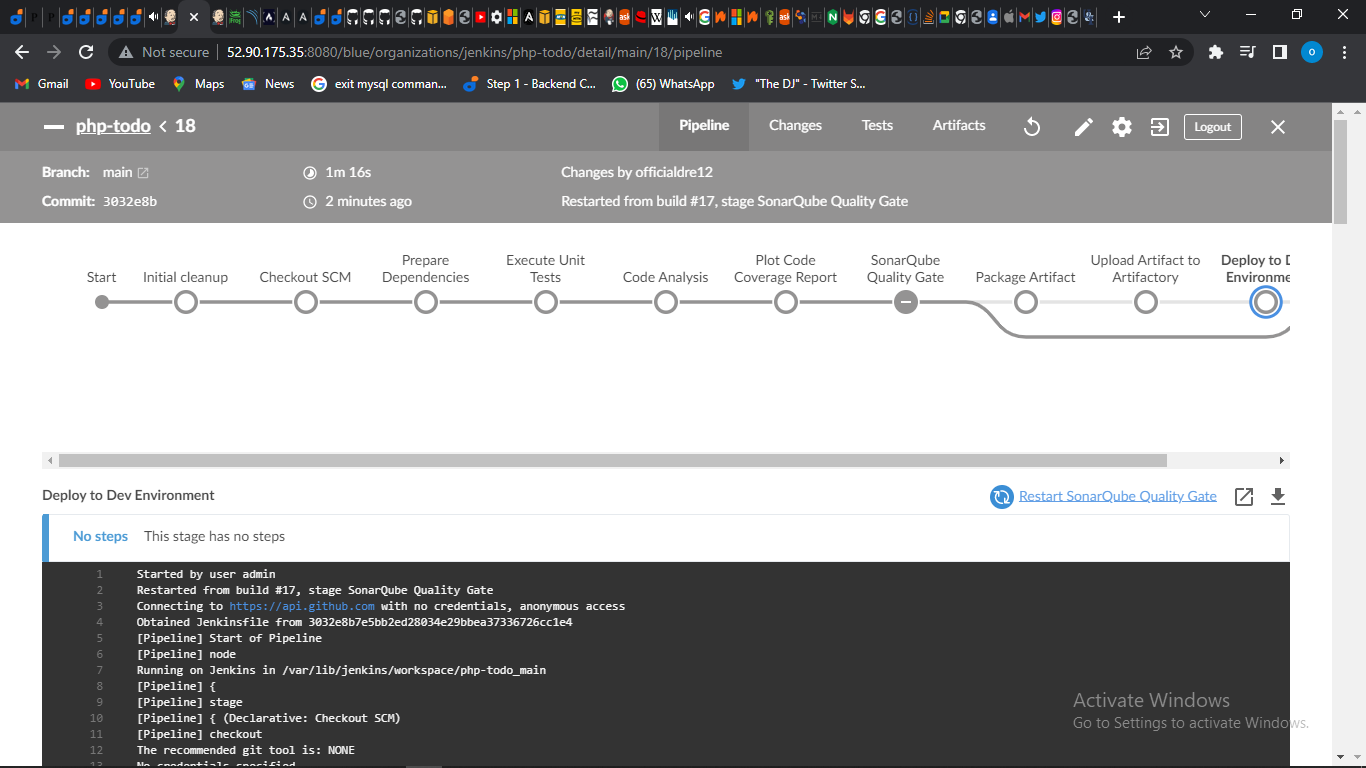 Not secure 52.90.175.35:8080/blue/organizations/jenkins/php-todo/detail/main/18/pipeline
Gmail YouTube Maps News exit mysql comman... Step 1 - Backend C... (65) WhatsApp "The DJ" - Twitter S...
php-todo < 18 Pipeline Changes Tests Artifacts Logout
Branch: main 1m 16s Changes by officialdre12
Commit: 3032e8b 2 minutes ago Restarted from build #17, stage SonarQube Quality Gate
Start
Initial cleanup
Checkout SCM
Prepare
Dependencies
Execute Unit
Tests
Code Analysis
Plot Code
Coverage Report
SonarQube
Quality Gate
Package Artifact
Upload Artifact to
Artifactory
Deploy to D
Environme
Deploy to Dev Environment Restart SonarQube Quality Gate
No steps This stage has no steps
1 Started by user admin
2 Restarted from build #17, stage SonarQube Quality Gate
3 Connecting to https://api.github.com with no credentials, anonymous access
4 Obtained Jenkinsfile from 3032e8b7e5bb2ed28034e29bbea37336726cc1e4
5 [Pipeline] Start of Pipeline
6 [Pipeline] node
7 Running on Jenkins in /var/lib/jenkins/workspace/php-todo_main
8 [Pipeline] {
9 [Pipeline] stage
10 [Pipeline] { (Declarative: Checkout SCM)
11 [Pipeline] checkout
12 The recommended git tool is: NONE
13 No credentials specified
Activate Windows
Go to Settings to activate Windows.